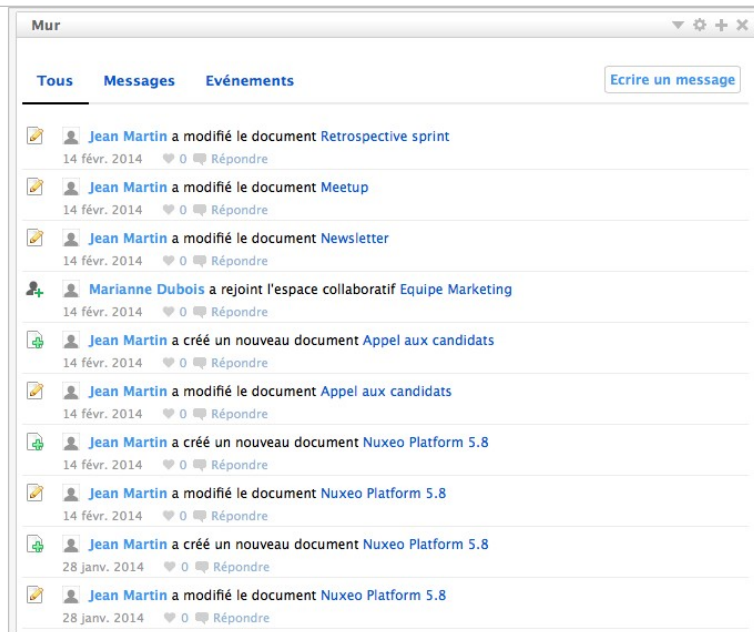 Mur
Tous Messages Evénements Ecrire un message
Jean Martin a modifié le document Retrospective sprint
14 févr. 2014 0 Répondre
Jean Martin a modifié le document Meetup
14 févr. 2014 0 Répondre
Jean Martin a modifié le document Newsletter
14 févr. 2014 0 Répondre
Marianne Dubois a rejoint l'espace collaboratif Equipe Marketing
14 févr. 2014 0 Répondre
Jean Martin a créé un nouveau document Appel aux candidats
14 févr. 2014 0 Répondre
Jean Martin a modifié le document Appel aux candidats
14 févr. 2014 0 Répondre
Jean Martin a créé un nouveau document Nuxeo Platform 5.8
14 févr. 2014 0 Répondre
Jean Martin a modifié le document Nuxeo Platform 5.8
14 févr. 2014 0 Répondre
Jean Martin a créé un nouveau document Nuxeo Platform 5.8
28 janv. 2014 0 Répondre
Jean Martin a modifié le document Nuxeo Platform 5.8
28 janv. 2014 0 Répondre